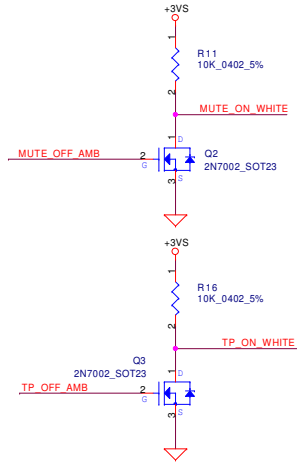 +3VS
1
R11
10K_0402_5%
2
MUTE_ON_WHITE
1
D
MUTE_OFF_AMB
2
G
Q2
2N7002_SOT23
3
S
+3VS
1
R16
10K_0402_5%
2
TP_ON_WHITE
1
D
Q3
2N7002_SOT23
TP_OFF_AMB
2
G
3
S